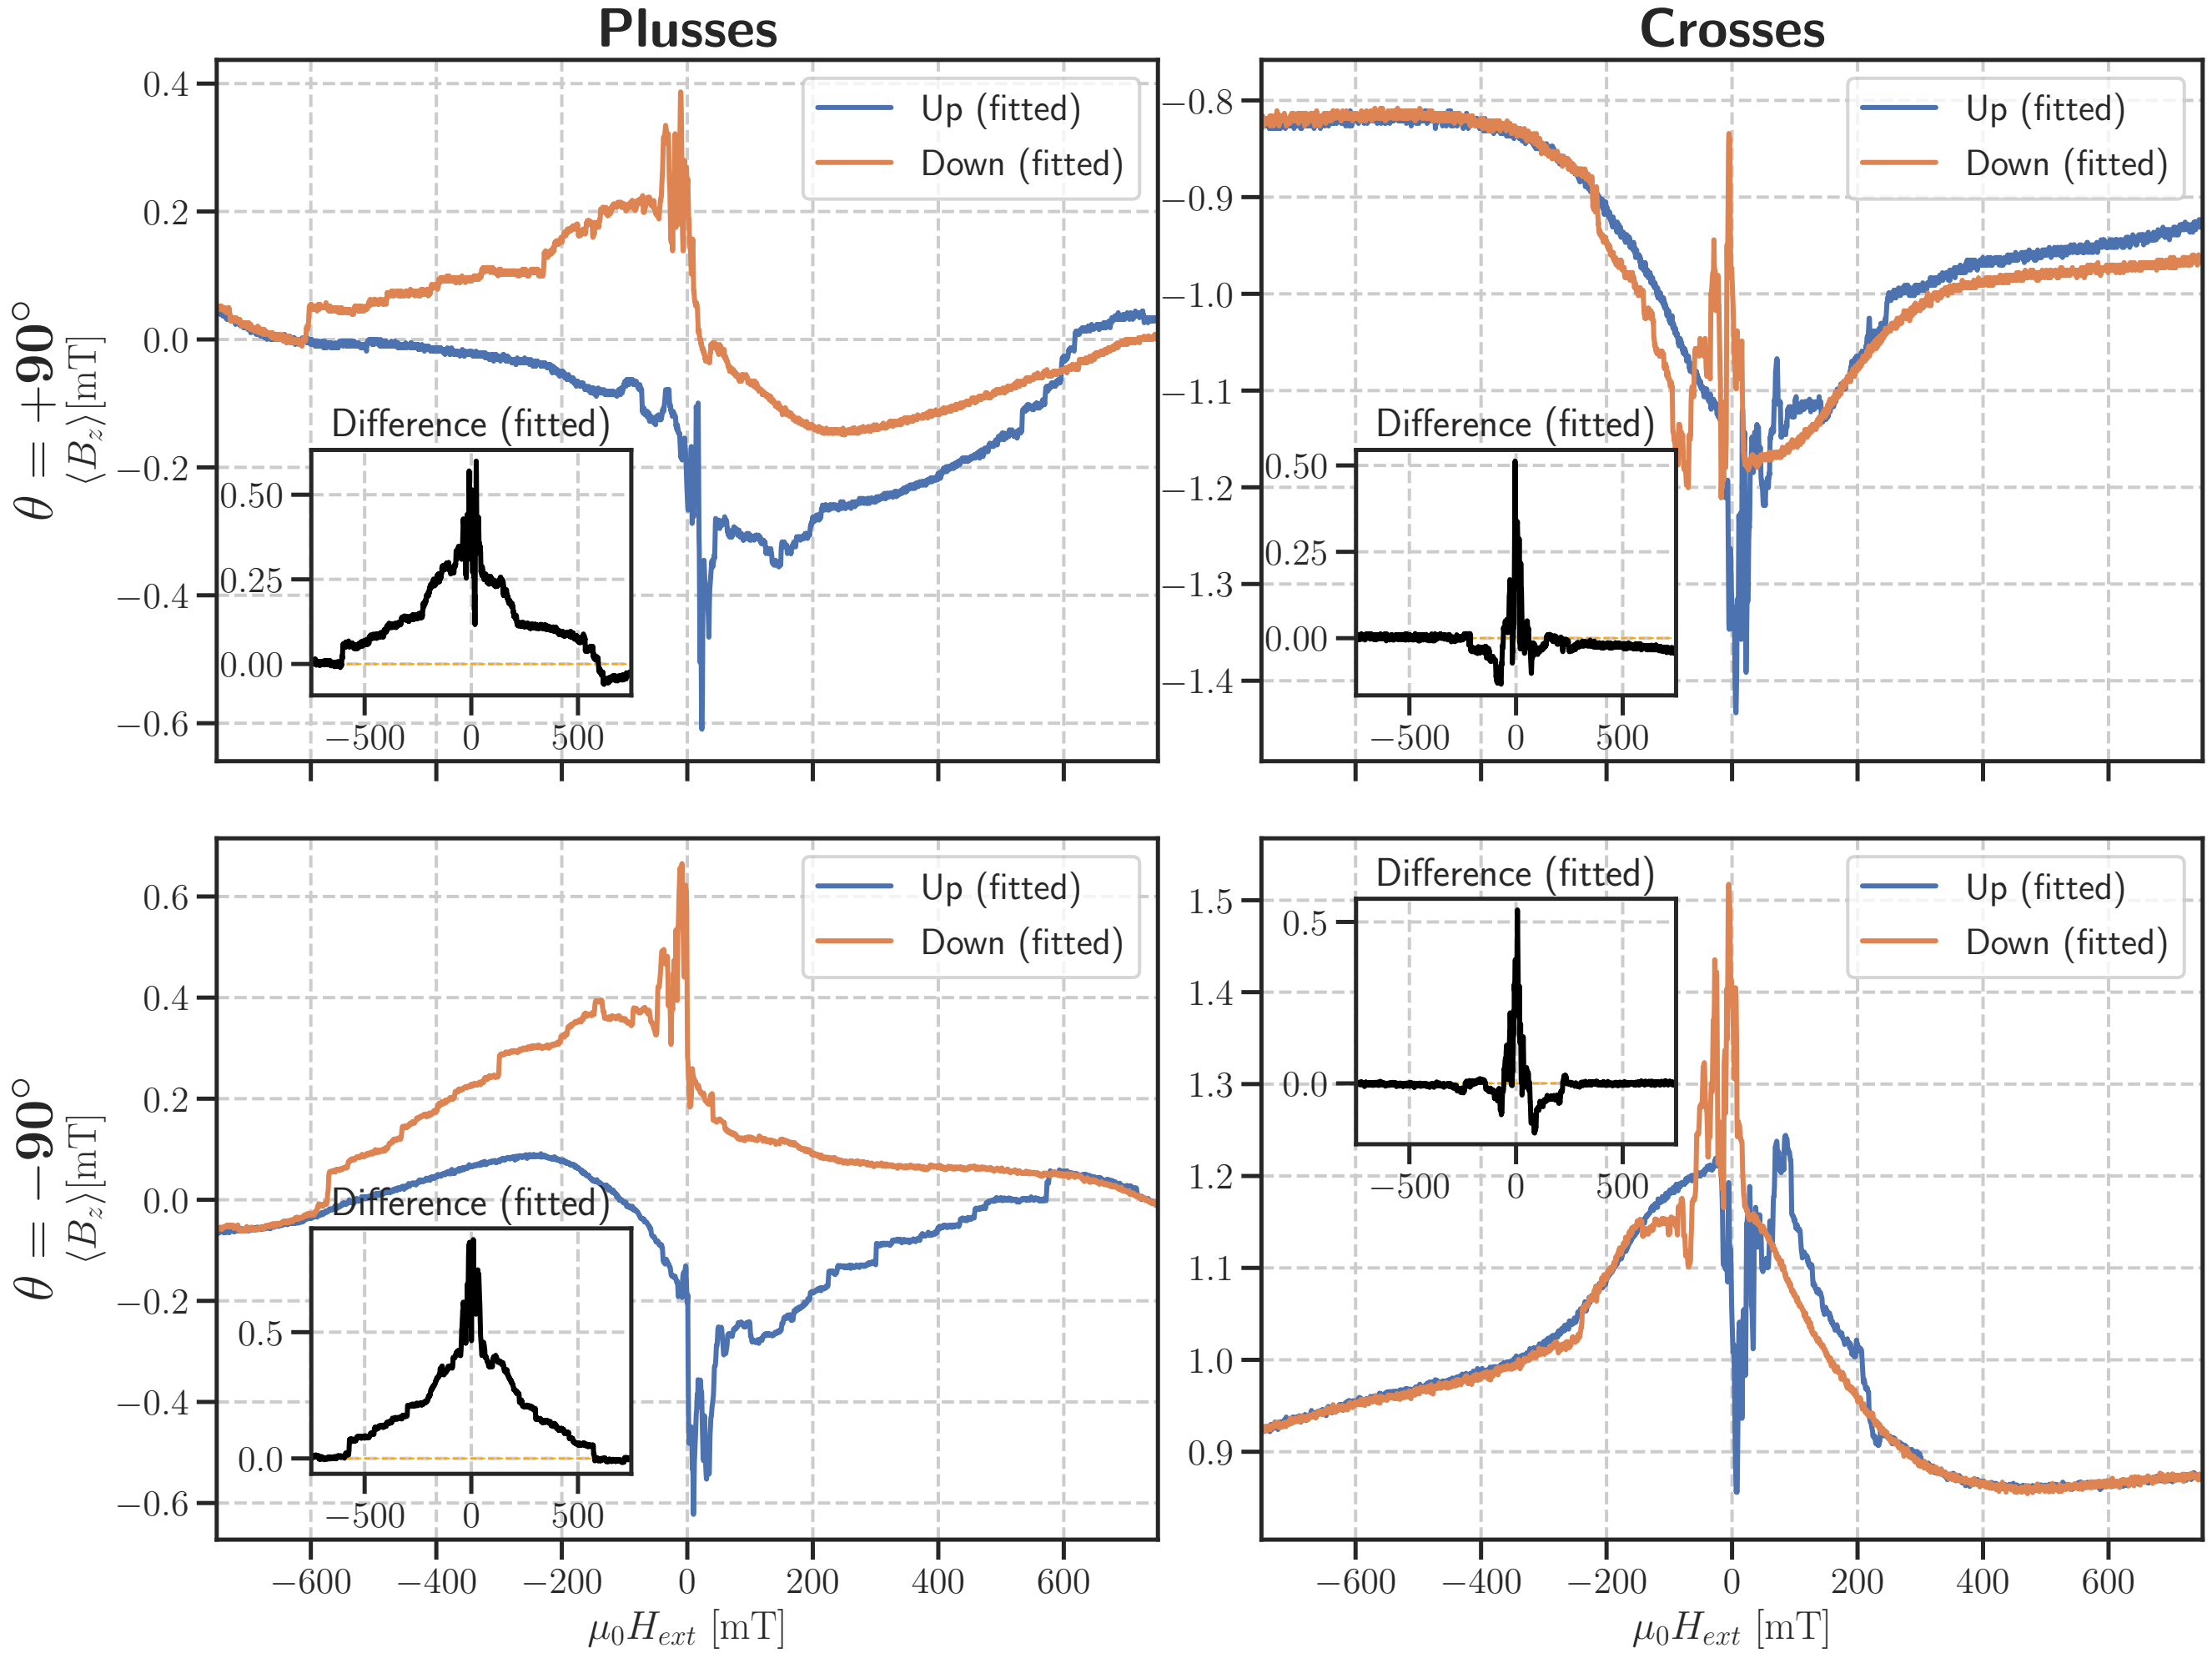 Plusses
Crosses
θ = +90°
⟨B_z⟩[mT]
0.4
0.2
0.0
−0.2
−0.4
−0.6
Up (fitted)
Down (fitted)
Difference (fitted)
0.50
0.25
0.00
−500 0 500
−0.8
−0.9
−1.0
−1.1
−1.2
−1.3
−1.4
Up (fitted)
Down (fitted)
Difference (fitted)
0.50
0.25
0.00
−500 0 500
θ = −90°
⟨B_z⟩[mT]
0.6
0.4
0.2
0.0
−0.2
−0.4
−0.6
Up (fitted)
Down (fitted)
Difference (fitted)
0.5
0.0
−500 0 500
−600 −400 −200 0 200 400 600
μ₀H_ext [mT]
1.5
1.4
1.3
1.2
1.1
1.0
0.9
Difference (fitted)
0.5
0.0
−500 0 500
Up (fitted)
Down (fitted)
−600 −400 −200 0 200 400 600
μ₀H_ext [mT]